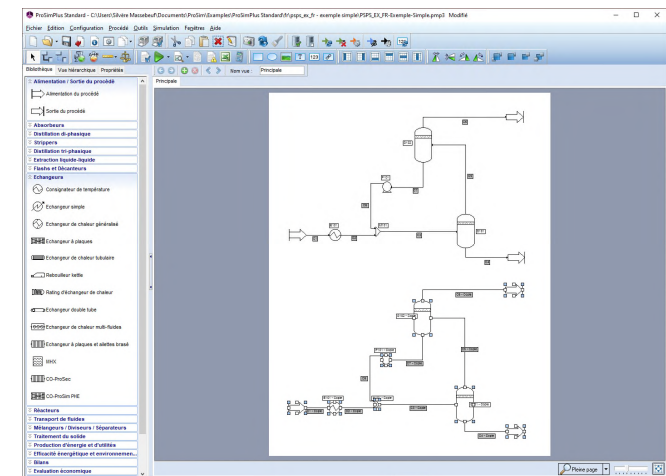 ProSimPlus Standard - C:\Users\Silvère Massebeuf\Documents\ProSim\Examples\ProSimPlus Standard\fr\psps_ex_fr - exemple simple\PSPS_EX_FR-Exemple-Simple.pmp3 Modifié
Fichier Edition Configuration Procédé Outils Simulation Fenêtres Aide
Bibliothèque Vue hiérarchique Propriétés
Nom vue : Principale
Principale
Alimentation / Sortie du procédé
Alimentation du procédé
Sortie du procédé
Absorbeurs
Distillation di-phasique
Strippers
Distillation tri-phasique
Extraction liquide-liquide
Flashs et Décanteurs
Echangeurs
Consignateur de température
Echangeur simple
Echangeur de chaleur généralisé
Echangeur à plaques
Echangeur de chaleur tubulaire
Rebouilleur kettle
Rating d'échangeur de chaleur
Echangeur double tube
Echangeur de chaleur multi-fluides
Echangeur à plaques et ailettes brasé
MHX
CO-ProSec
CO-ProSim PHE
Réacteurs
Transport de fluides
Mélangeurs / Diviseurs / Séparateurs
Traitement du solide
Production d'énergie et d'utilités
Efficacité énergétique et environnemen...
Bilans
Evaluation économique
Pleine page